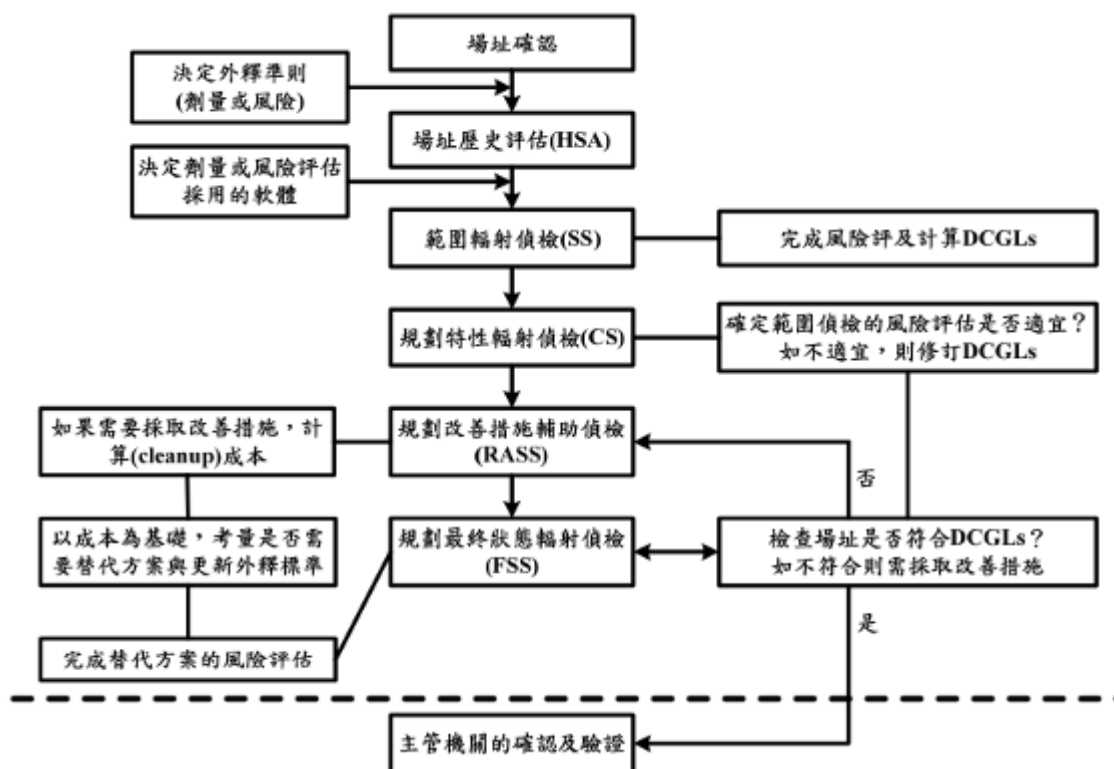 場址確認
決定外釋準則
(劑量或風險)
場址歷史評估(HSA)
決定劑量或風險評估
採用的軟體
範圍輻射偵檢(SS)
完成風險評及計算DCGLs
規劃特性輻射偵檢(CS)
確定範圍偵檢的風險評估是否適宜？
如不適宜，則修訂DCGLs
如果需要採取改善措施，計
算(cleanup)成本
規劃改善措施輔助偵檢
(RASS)
否
以成本為基礎，考量是否需
要替代方案與更新外釋標準
規劃最終狀態輻射偵檢
(FSS)
檢查場址是否符合DCGLs？
如不符合則需採取改善措施
是
完成替代方案的風險評估
主管機關的確認及驗證